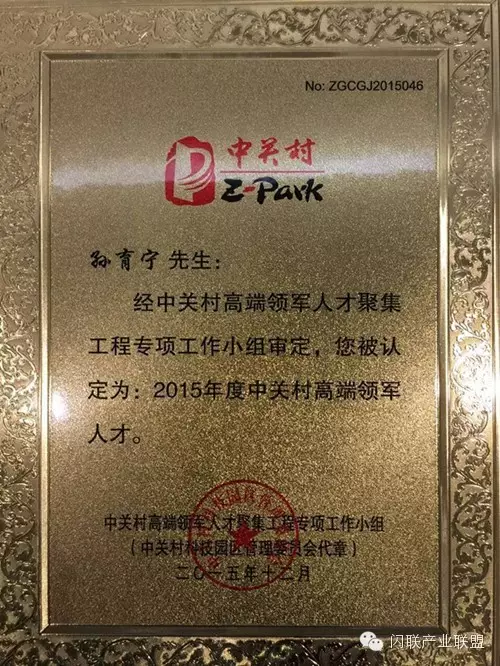 No: ZGCGJ2015046
中关村
Z-Park
孙育宁 先生：
经中关村高端领军人才聚集
工程专项工作小组审定，您被认
定为：2015年度中关村高端领军
人才。
中关村高端领军人才聚集工程专项工作小组
（中关村科技园区管理委员会代章）
二〇一五年十二月
闪联产业联盟